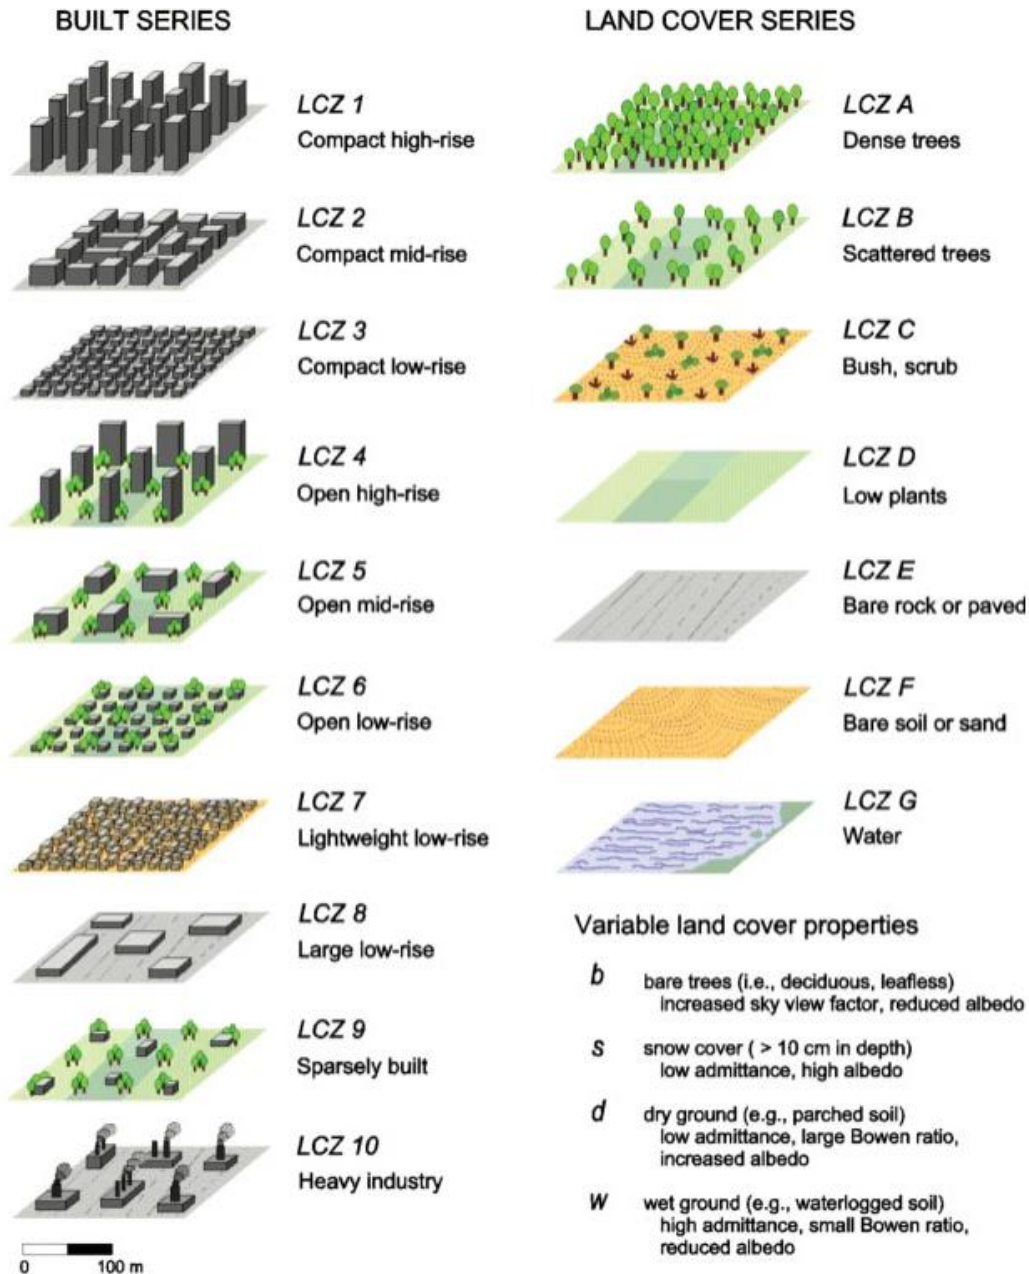 BUILT SERIES
LCZ 1
Compact high-rise
LCZ 2
Compact mid-rise
LCZ 3
Compact low-rise
LCZ 4
Open high-rise
LCZ 5
Open mid-rise
LCZ 6
Open low-rise
LCZ 7
Lightweight low-rise
LCZ 8
Large low-rise
LCZ 9
Sparsely built
LCZ 10
Heavy industry
0 100 m
LAND COVER SERIES
LCZ A
Dense trees
LCZ B
Scattered trees
LCZ C
Bush, scrub
LCZ D
Low plants
LCZ E
Bare rock or paved
LCZ F
Bare soil or sand
LCZ G
Water
Variable land cover properties
b bare trees (i.e., deciduous, leafless)
increased sky view factor, reduced albedo
s snow cover ( > 10 cm in depth)
low admittance, high albedo
d dry ground (e.g., parched soil)
low admittance, large Bowen ratio,
increased albedo
w wet ground (e.g., waterlogged soil)
high admittance, small Bowen ratio,
reduced albedo